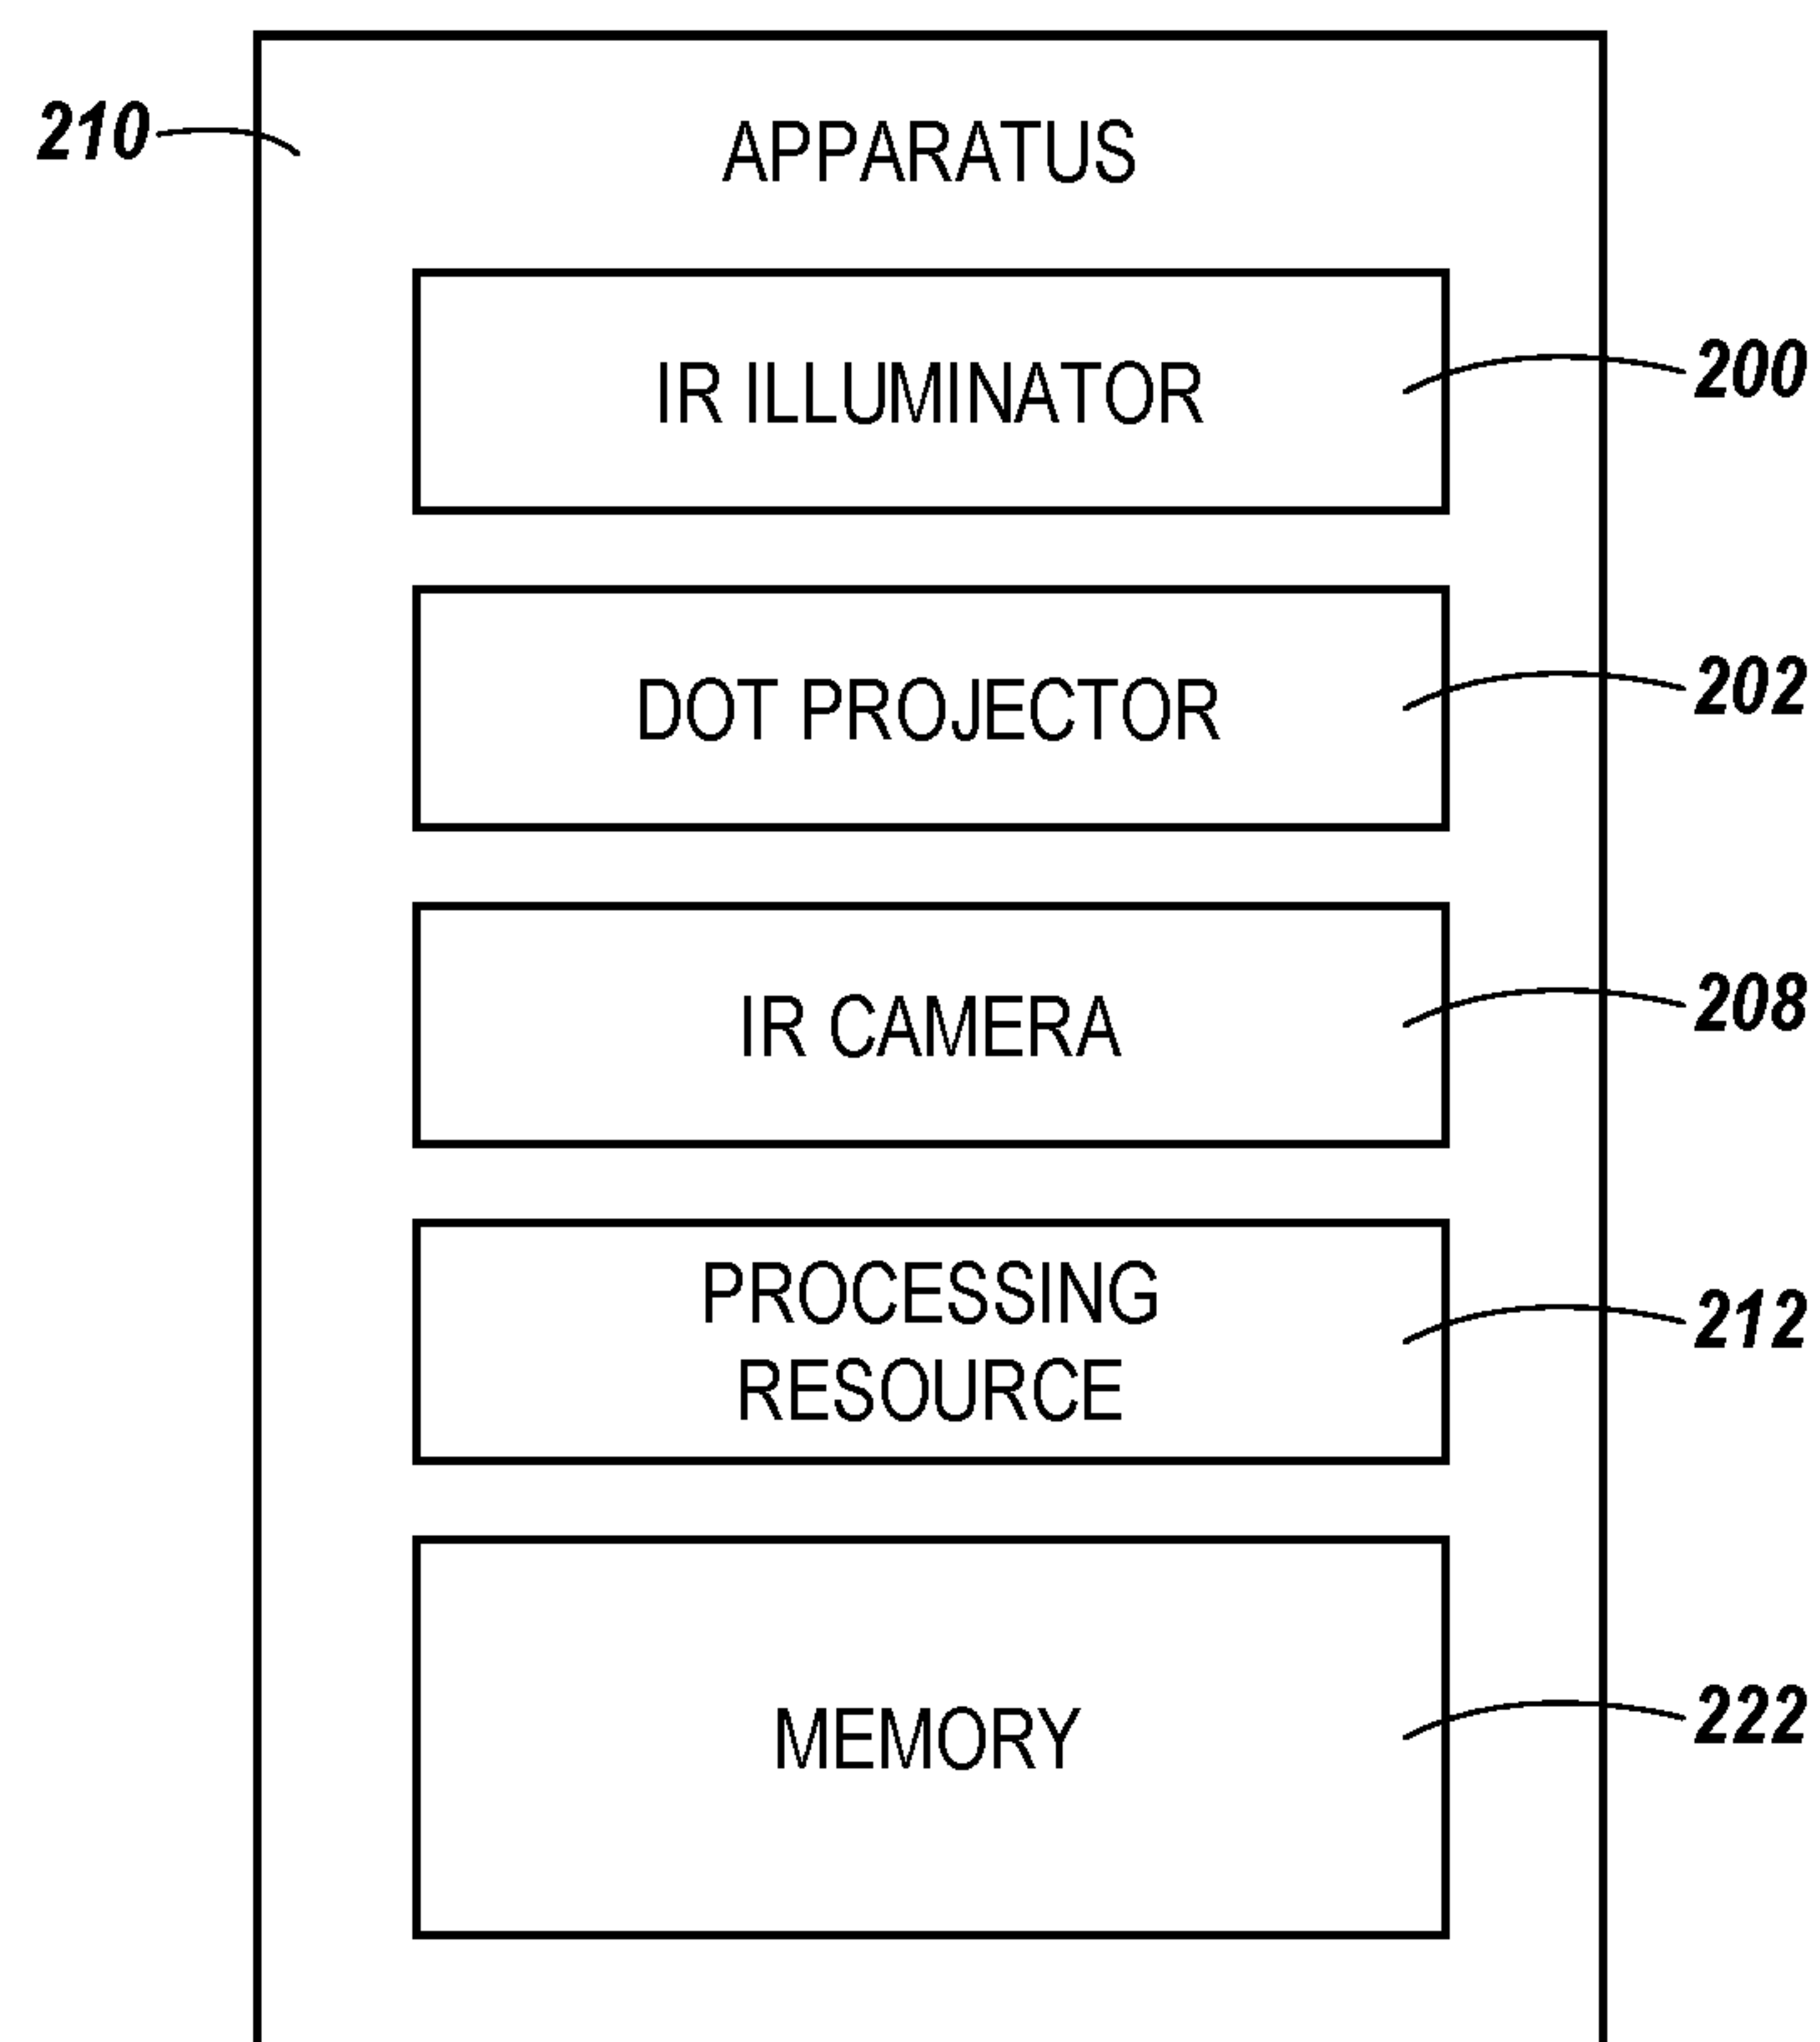 210
APPARATUS
IR ILLUMINATOR
200
DOT PROJECTOR
202
IR CAMERA
208
PROCESSING
RESOURCE
212
MEMORY
222